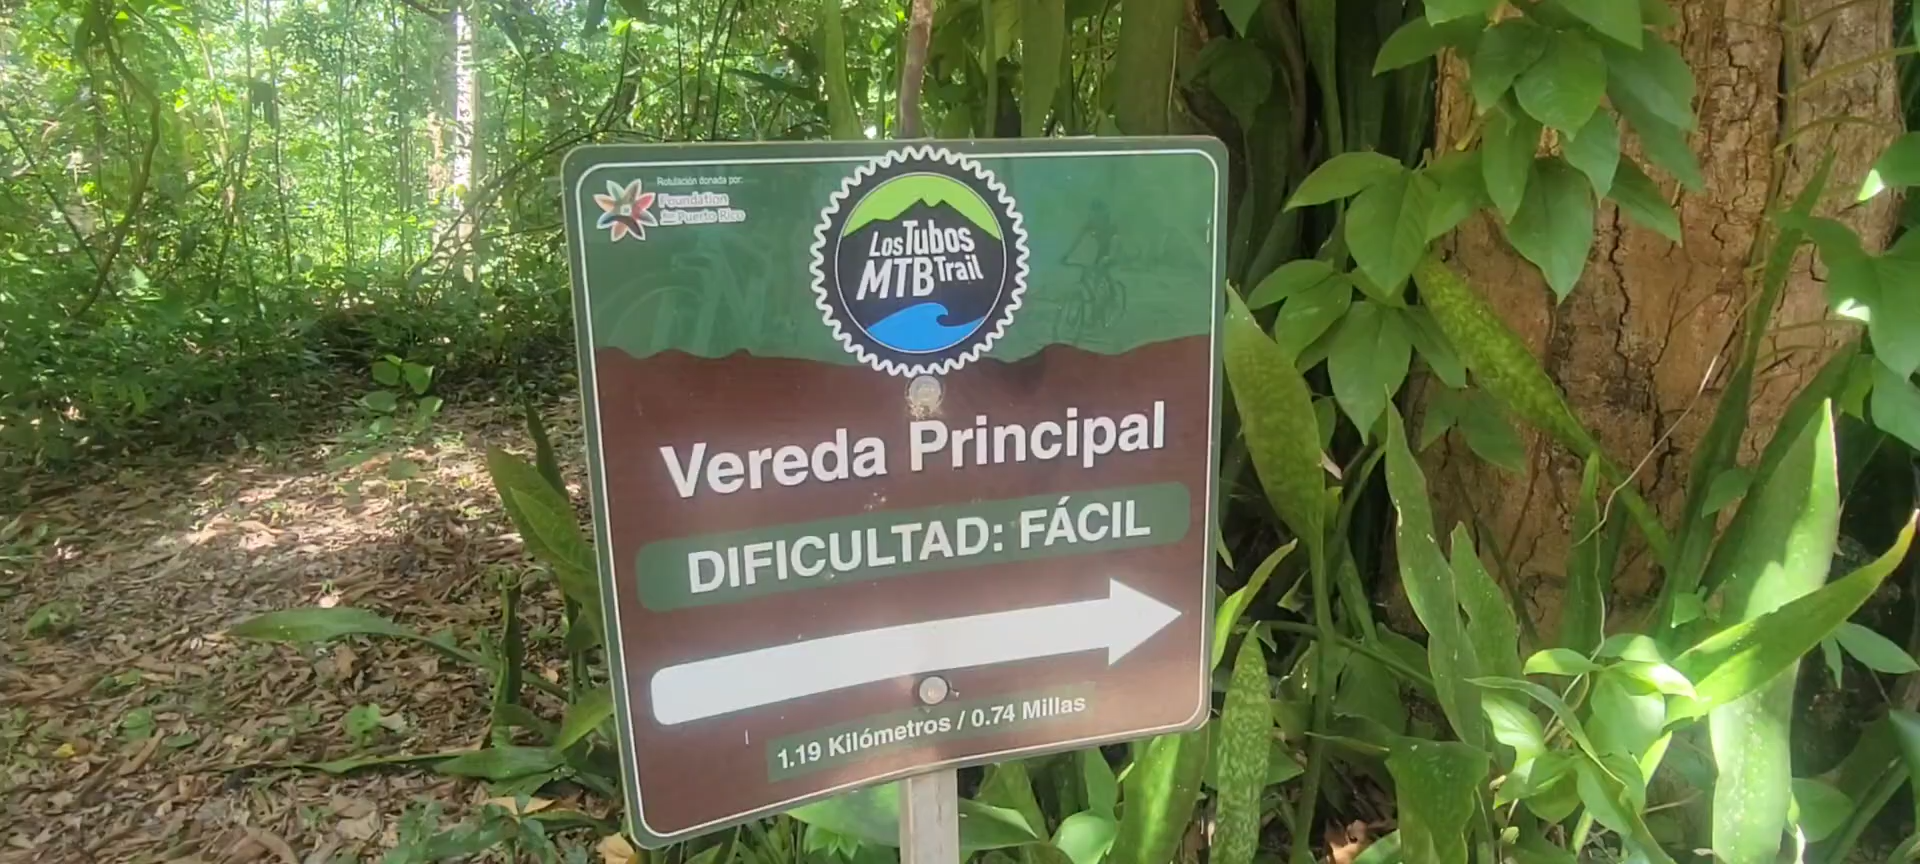 Rotulación donada por:
Foundation
for Puerto Rico
Los Tubos
MTB Trail
Vereda Principal
DIFICULTAD: FÁCIL
1.19 Kilómetros / 0.74 Millas